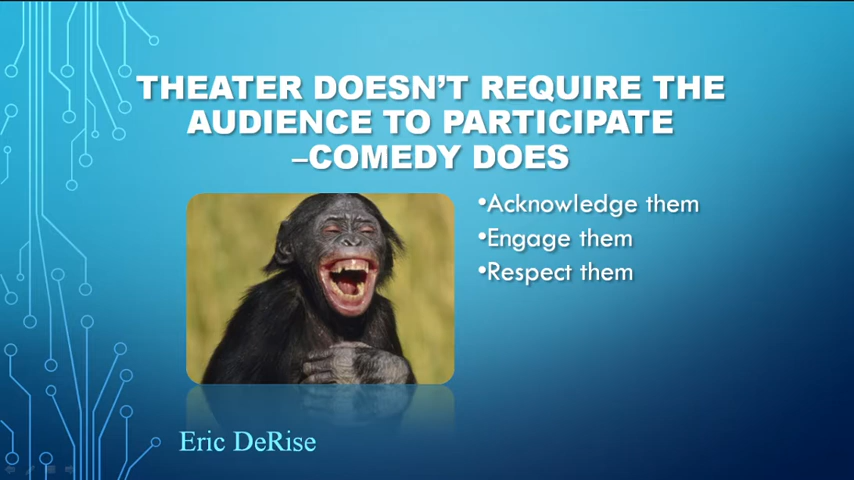 THEATER DOESN’T REQUIRE THE
AUDIENCE TO PARTICIPATE
–COMEDY DOES
•Acknowledge them
•Engage them
•Respect them
Eric DeRise